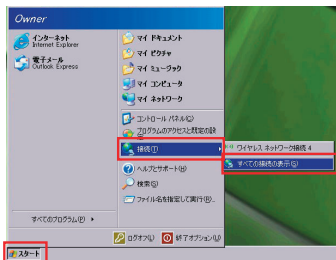 Owner
インターネット
Internet Explorer
電子メール
Outlook Express
すべてのプログラム(P)
マイ ドキュメント
マイ ピクチャ
マイ ミュージック
マイ コンピュータ
マイ ネットワーク
コントロール パネル(C)
プログラムのアクセスと既定の設
接続(T)
ヘルプとサポート(H)
検索(S)
ファイル名を指定して実行(R)...
ワイヤレス ネットワーク接続 4
すべての接続の表示(S)
ログオフ(L)
終了オプション(U)
スタート